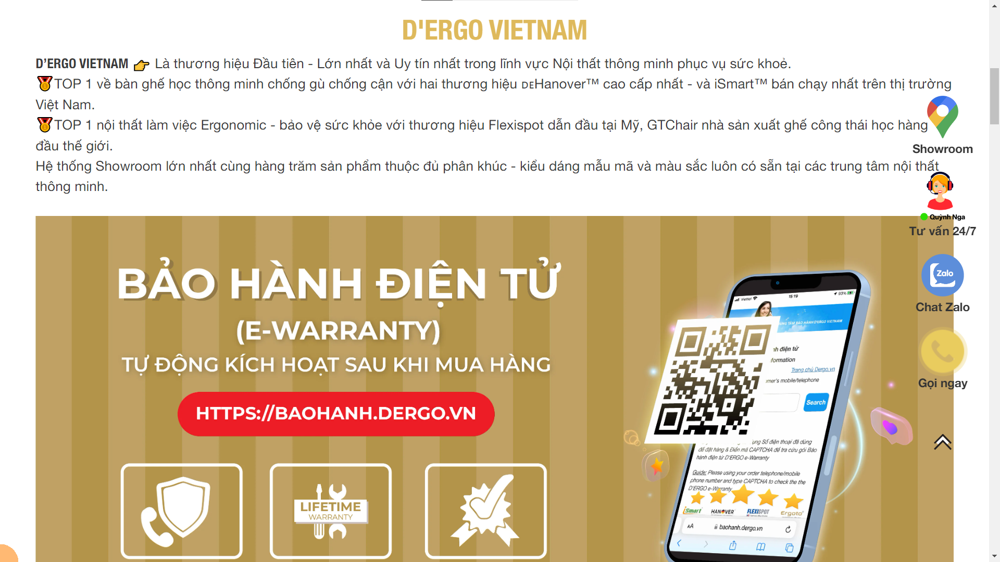 D'ERGO VIETNAM
D’ERGO VIETNAM 👉 Là thương hiệu Đầu tiên - Lớn nhất và Uy tín nhất trong lĩnh vực Nội thất thông minh phục vụ sức khoẻ.
🏅TOP 1 về bàn ghế học thông minh chống gù chống cận với hai thương hiệu ᴅᴇHanover™ cao cấp nhất - và iSmart™ bán chạy nhất trên thị trường
Việt Nam.
🏅TOP 1 nội thất làm việc Ergonomic - bảo vệ sức khỏe với thương hiệu Flexispot dẫn đầu tại Mỹ, GTChair nhà sản xuất ghế công thái học hàng
đầu thế giới.
Hệ thống Showroom lớn nhất cùng hàng trăm sản phẩm thuộc đủ phân khúc - kiểu dáng mẫu mã và màu sắc luôn có sẵn tại các trung tâm nội thất
thông minh.
Showroom
Quỳnh Nga
Tư vấn 24/7
Chat Zalo
Zalo
Gọi ngay
BẢO HÀNH ĐIỆN TỬ
(E-WARRANTY)
TỰ ĐỘNG KÍCH HOẠT SAU KHI MUA HÀNG
HTTPS://BAOHANH.DERGO.VN
LIFETIME
WARRANTY
Viettel 15:19 93%
TÂM BẢO HÀNH D'ERGO VIETNAM
điện tử
Trang chủ Dergo.vn
mobile/telephone
Search
Số điện thoại đã dùng
để đặt hàng & Điền mã CAPTCHA để tra cứu gói Bảo
hành điện tử D'ERGO e-Warranty
Guide: Please using your order telephone/mobile
phone number and type CAPTCHA to check the the
D'ERGO e-Warranty
iSmart HANOVER FLEXISPOT Ergoto
AA baohanh.dergo.vn